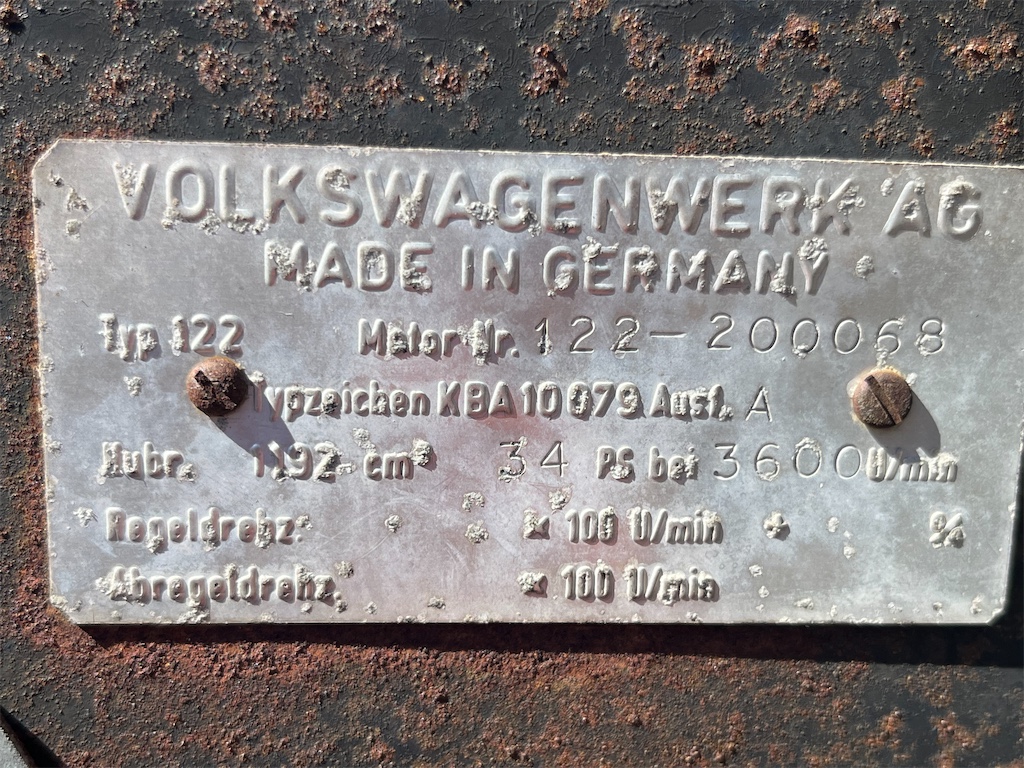 VOLKSWAGENWERK AG
MADE IN GERMANY
Typ 122 Motor Nr. 122-200068
Typzeichen KBA 10079 Ausf. A
Hubr. 1192 cm³ 34 PS bei 3600 U/min
Regeldrehz. × 100 U/min ± %
Abregeldrehz. × 100 U/min